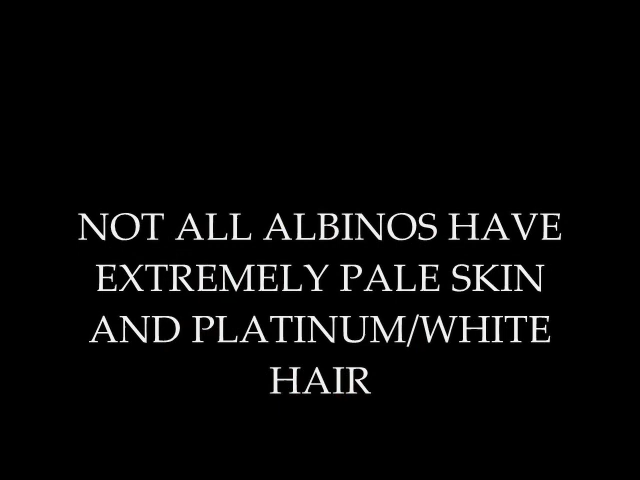 NOT ALL ALBINOS HAVE
EXTREMELY PALE SKIN
AND PLATINUM/WHITE
HAIR